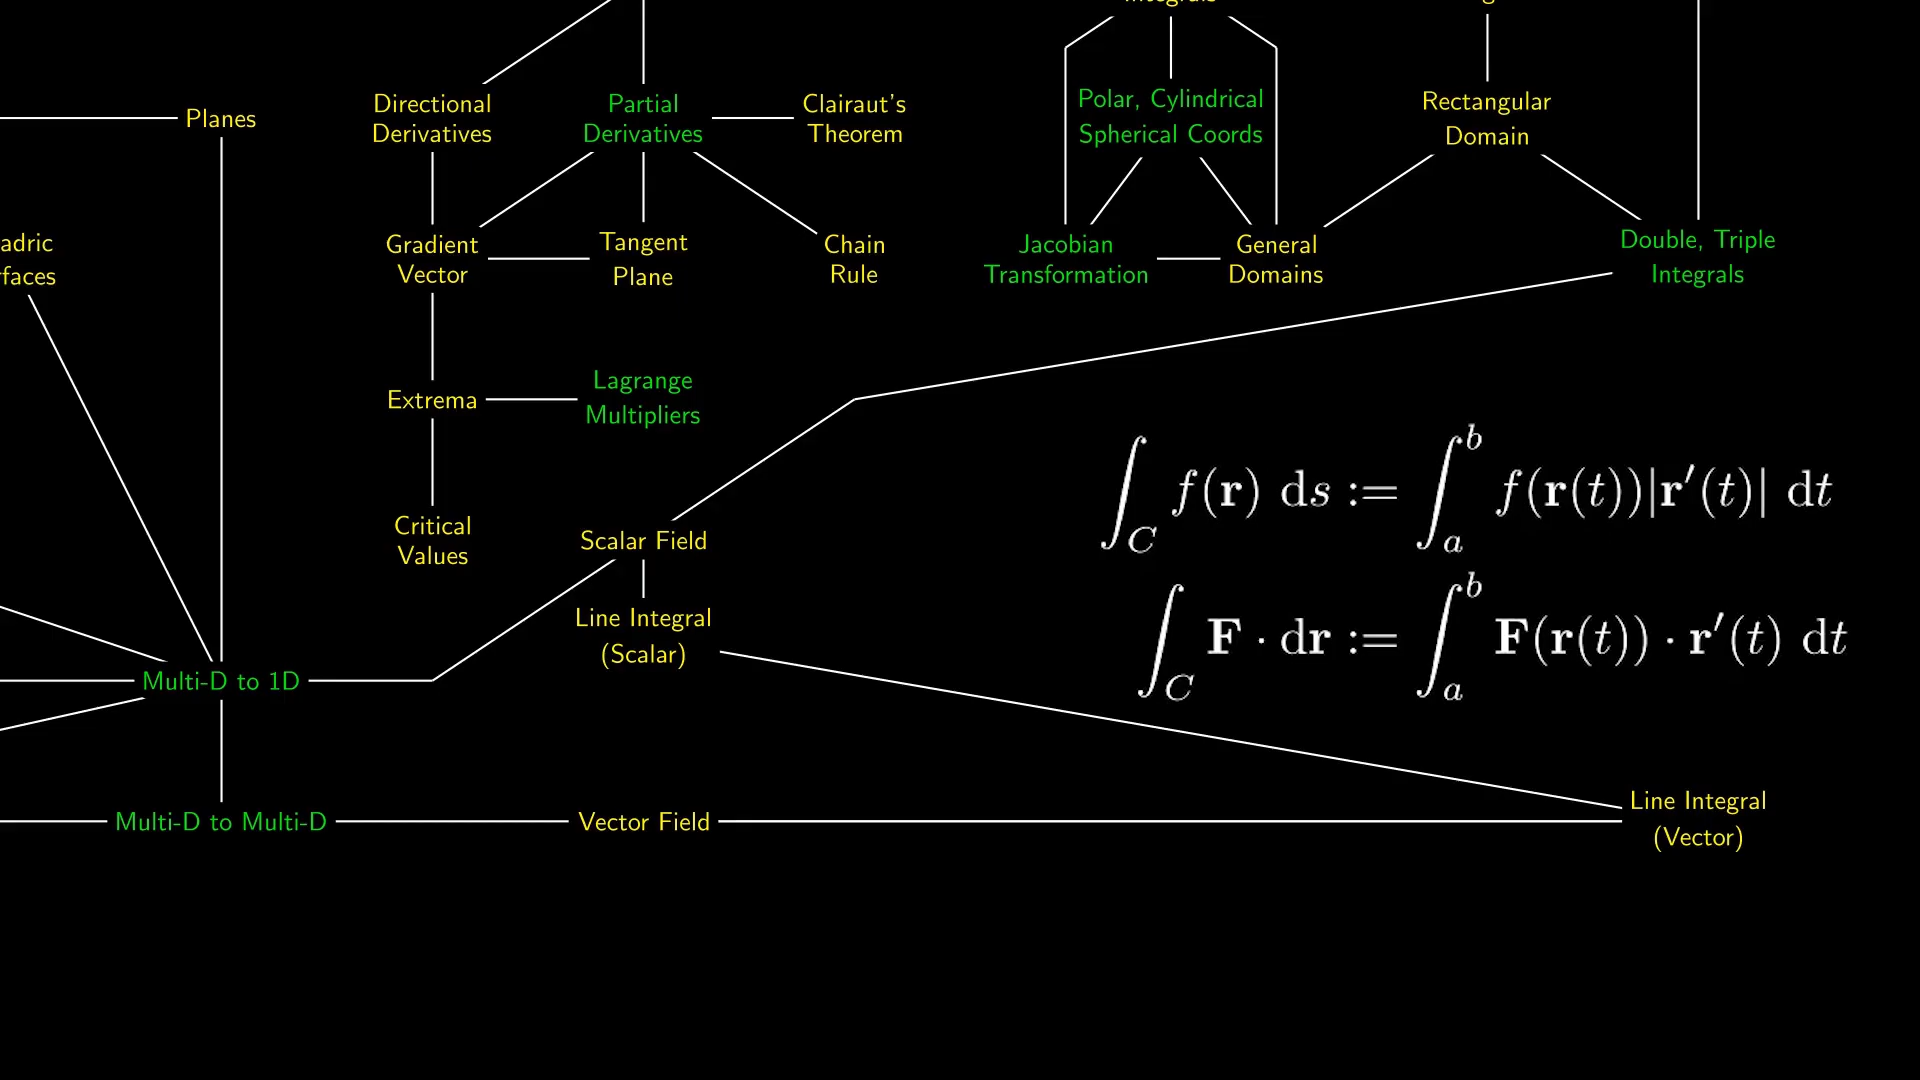 Planes
Directional
Derivatives
Partial
Derivatives
Clairaut's
Theorem
Polar, Cylindrical
Spherical Coords
Rectangular
Domain
Gradient
Vector
Tangent
Plane
Chain
Rule
Jacobian
Transformation
General
Domains
Double, Triple
Integrals
Extrema
Lagrange
Multipliers
Critical
Values
Scalar Field
∫_C f(𝐫) ds := ∫_a^b f(𝐫(t))|𝐫′(t)| dt
Line Integral
(Scalar)
∫_C 𝐅 · d𝐫 := ∫_a^b 𝐅(𝐫(t)) · 𝐫′(t) dt
Multi-D to 1D
Multi-D to Multi-D
Vector Field
Line Integral
(Vector)